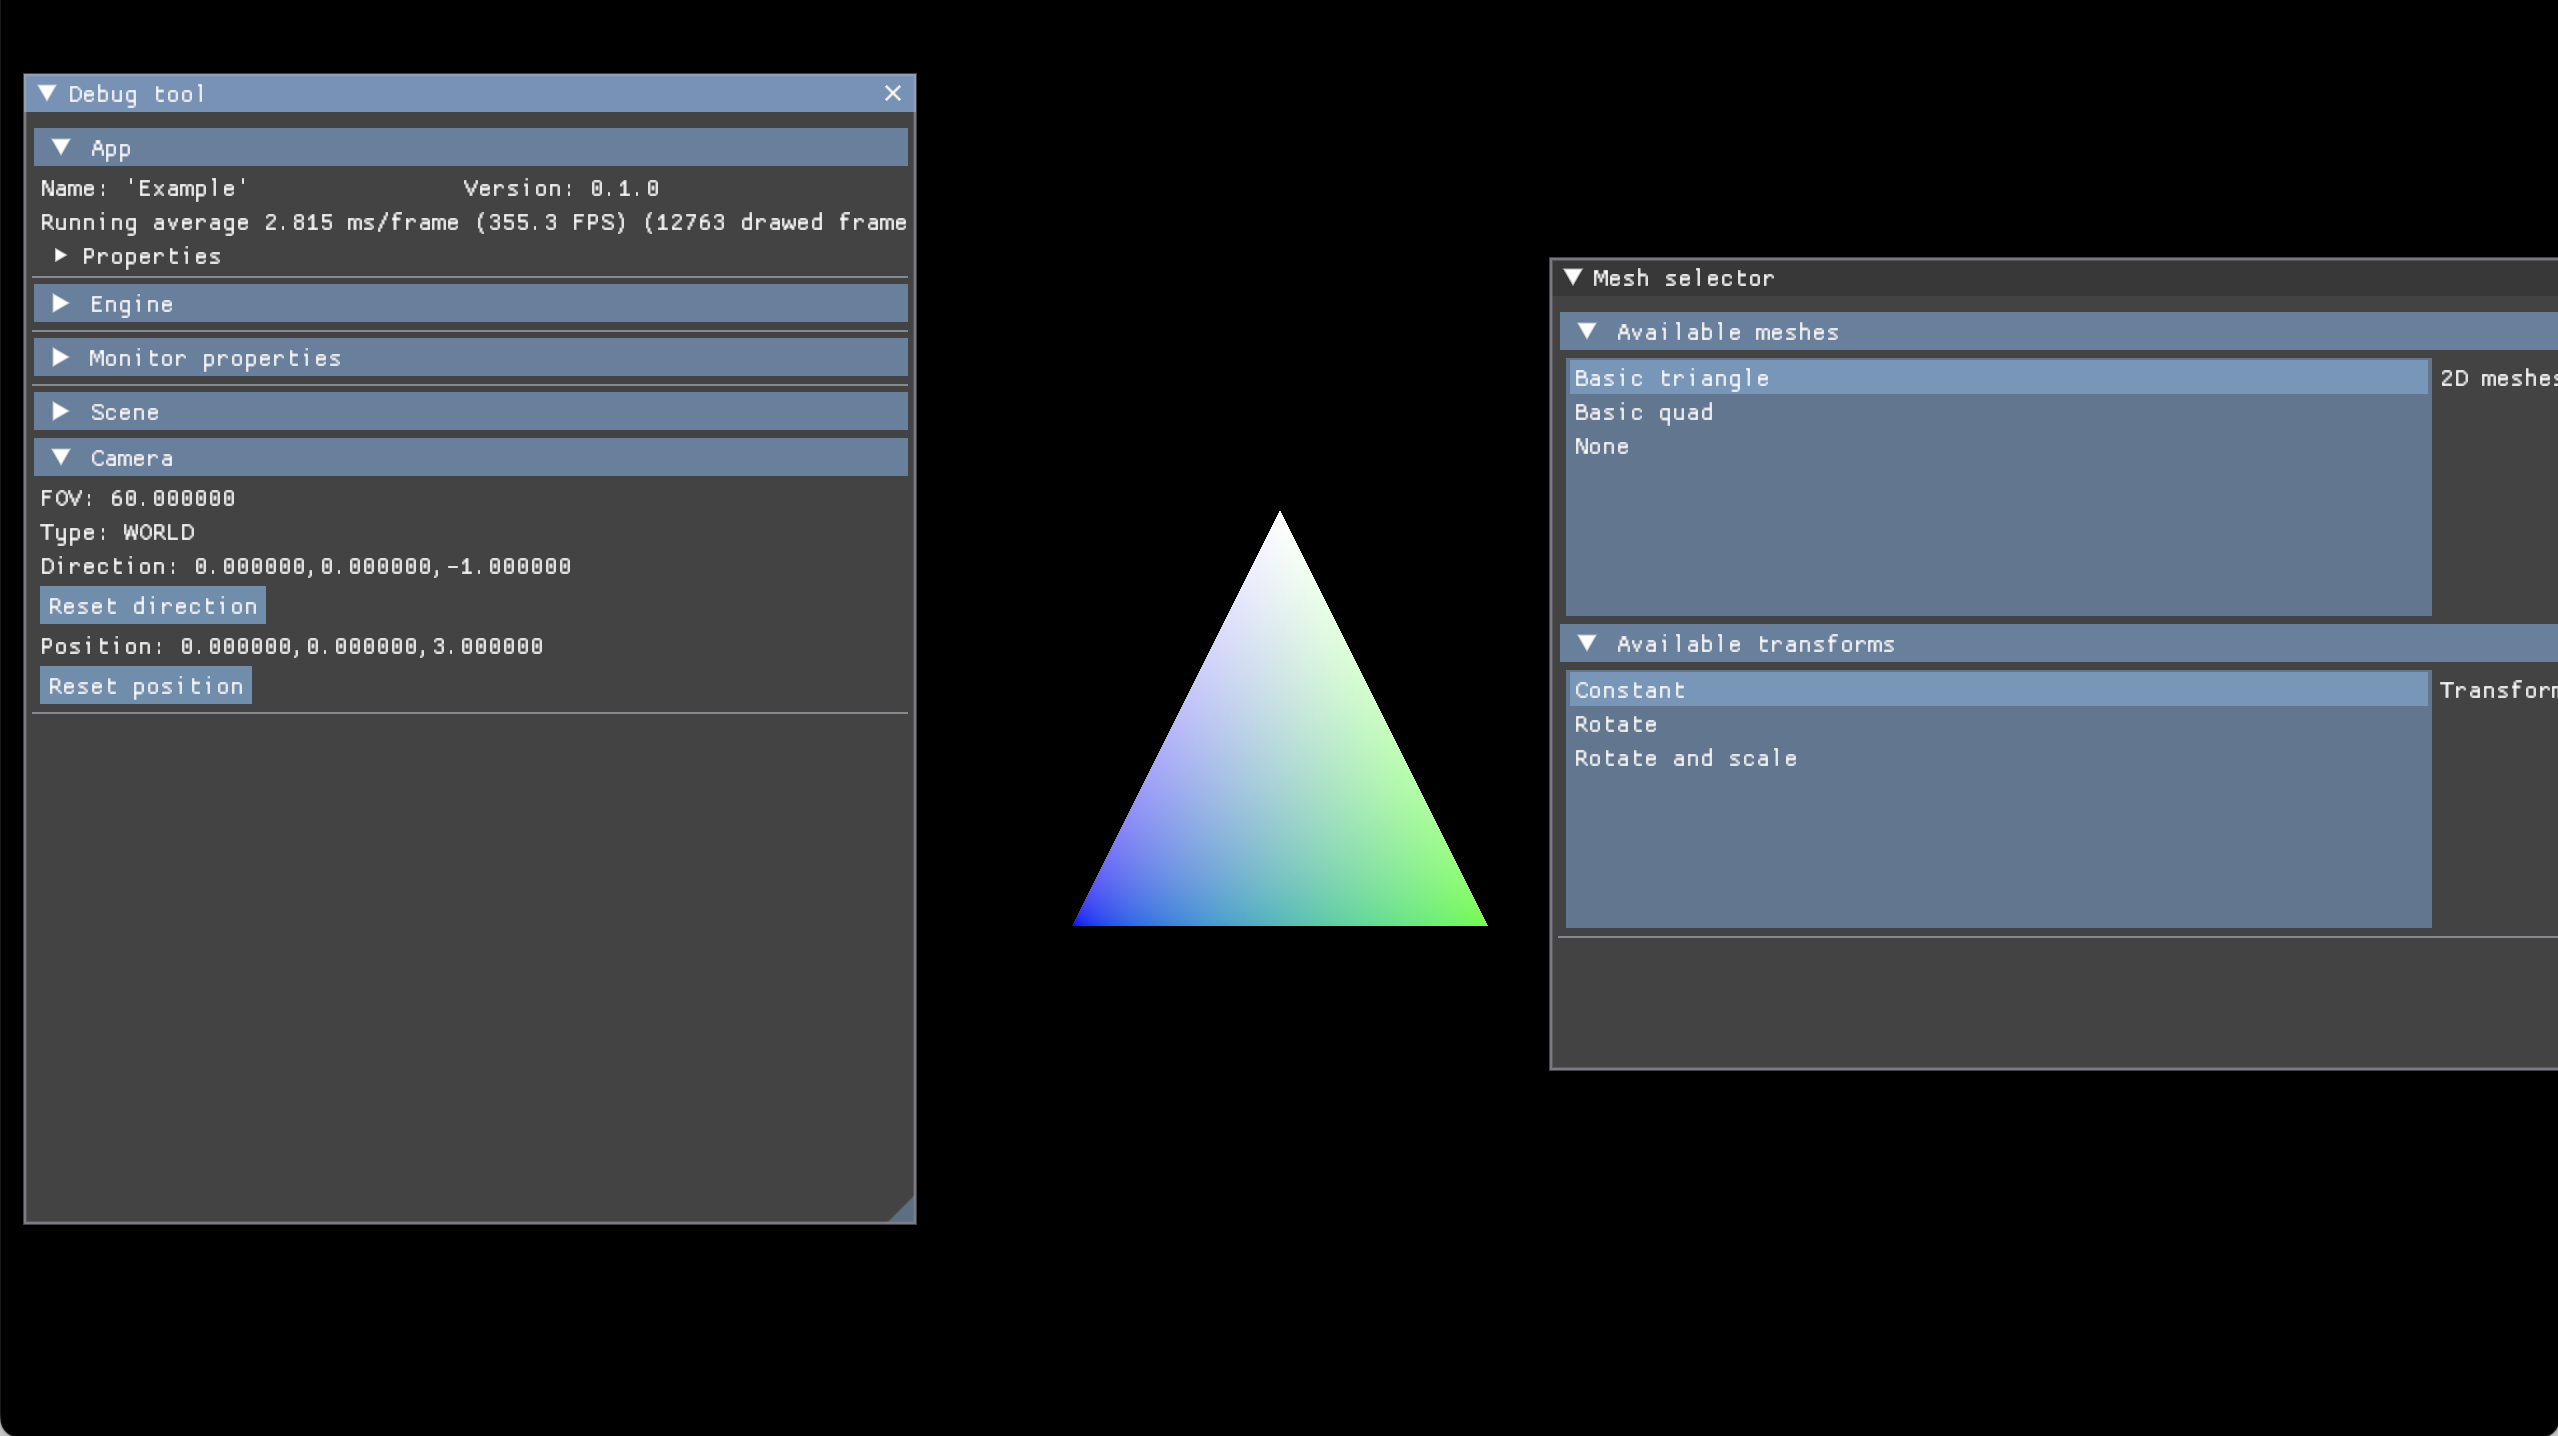 Debug tool
App
Name: 'Example' Version: 0.1.0
Running average 2.815 ms/frame (355.3 FPS) (12763 drawed frame
Properties
Engine
Monitor properties
Scene
Camera
FOV: 60.000000
Type: WORLD
Direction: 0.000000,0.000000,-1.000000
Reset direction
Position: 0.000000,0.000000,3.000000
Reset position
Mesh selector
Available meshes
Basic triangle
Basic quad
None
2D meshes
Available transforms
Constant
Rotate
Rotate and scale
Transform